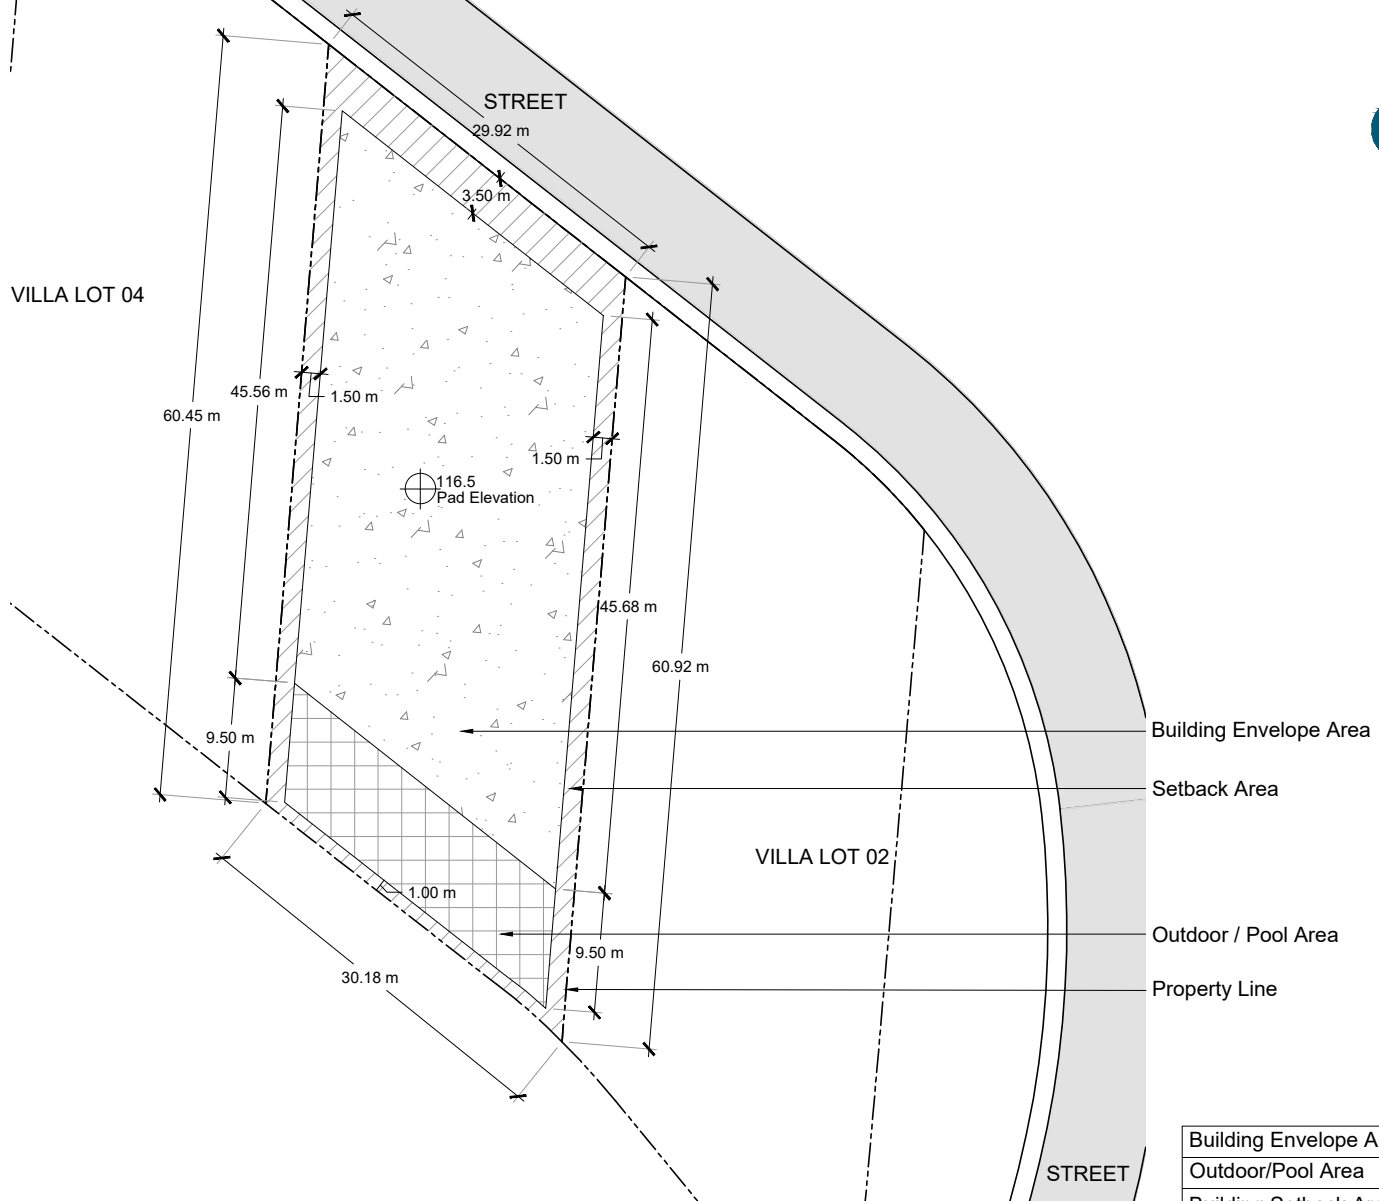 STREET
29.92 m
3.50 m
VILLA LOT 04
45.56 m
1.50 m
60.45 m
1.50 m
116.5
Pad Elevation
45.68 m
60.92 m
Building Envelope Area
9.50 m
Setback Area
VILLA LOT 02
1.00 m
Outdoor / Pool Area
9.50 m
30.18 m
Property Line
Building Envelope A
Outdoor/Pool Area
STREET